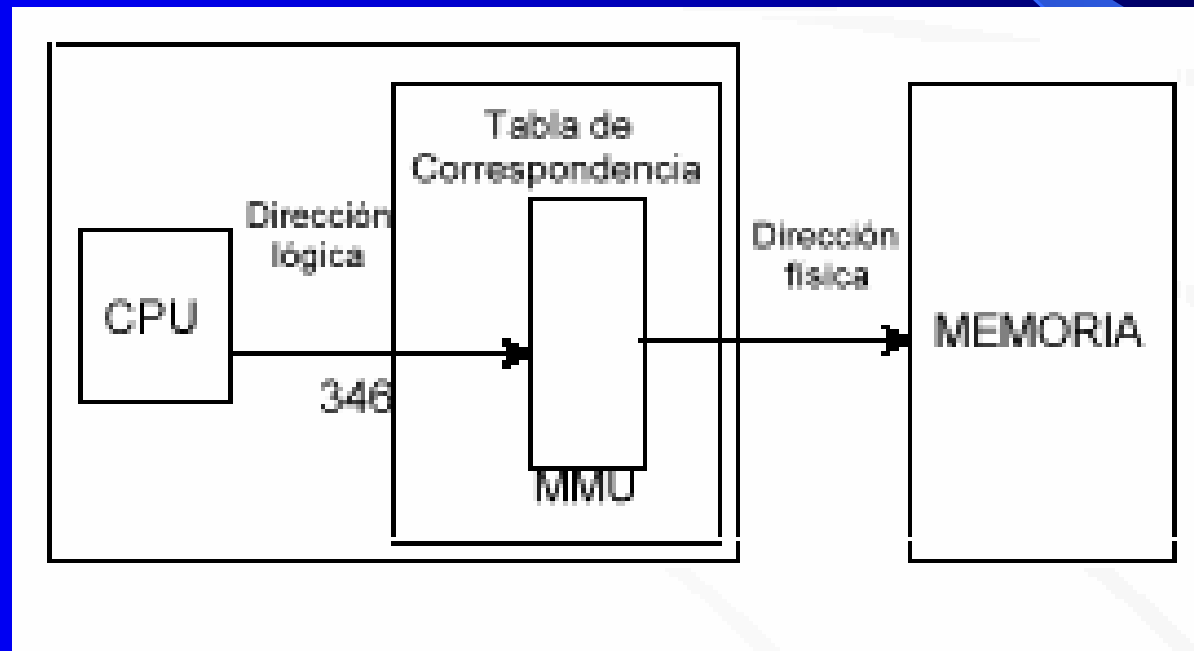 Tabla de
Correspondencia
Dirección
lógica
CPU
346
MMU
Dirección
física
MEMORIA